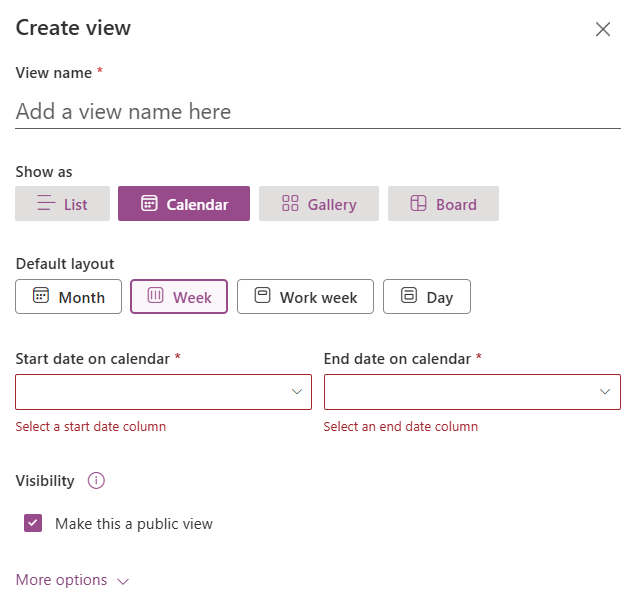 Create view
View name *
Add a view name here
Show as
List Calendar Gallery Board
Default layout
Month Week Work week Day
Start date on calendar * End date on calendar *
Select a start date column Select an end date column
Visibility
Make this a public view
More options